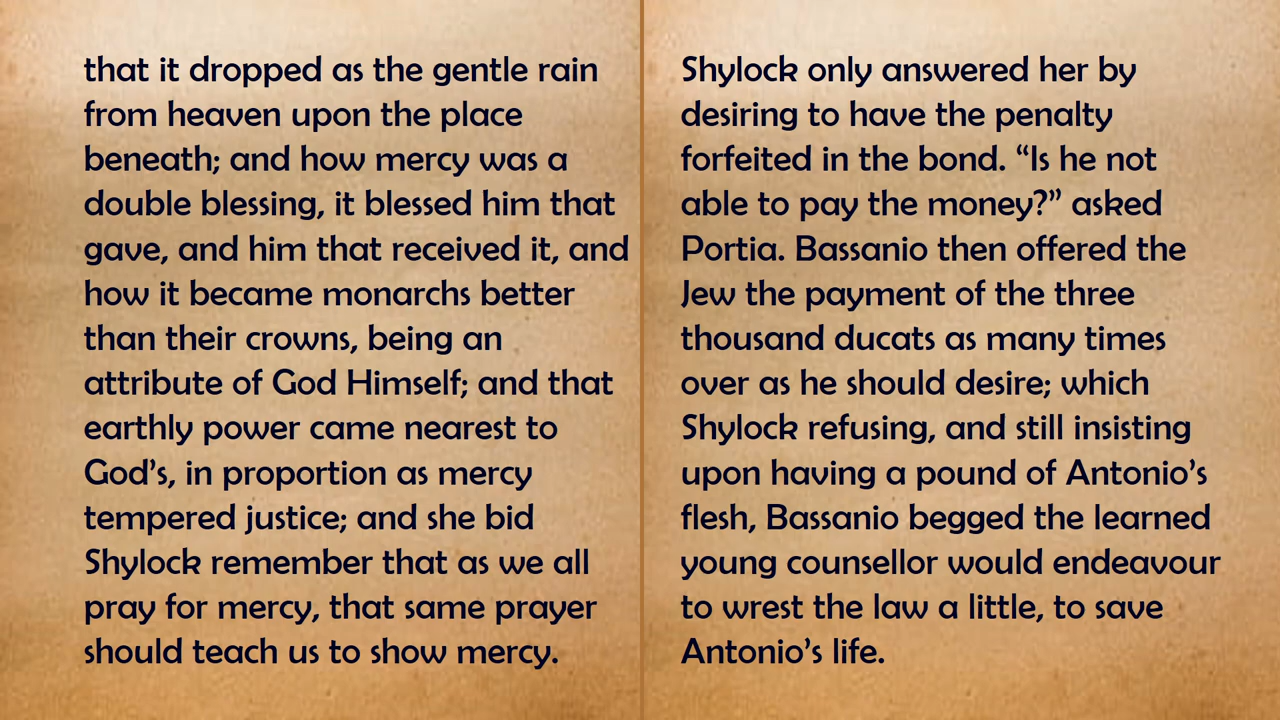 that it dropped as the gentle rain
from heaven upon the place
beneath; and how mercy was a
double blessing, it blessed him that
gave, and him that received it, and
how it became monarchs better
than their crowns, being an
attribute of God Himself; and that
earthly power came nearest to
God’s, in proportion as mercy
tempered justice; and she bid
Shylock remember that as we all
pray for mercy, that same prayer
should teach us to show mercy.
Shylock only answered her by
desiring to have the penalty
forfeited in the bond. “Is he not
able to pay the money?” asked
Portia. Bassanio then offered the
Jew the payment of the three
thousand ducats as many times
over as he should desire; which
Shylock refusing, and still insisting
upon having a pound of Antonio’s
flesh, Bassanio begged the learned
young counsellor would endeavour
to wrest the law a little, to save
Antonio’s life.